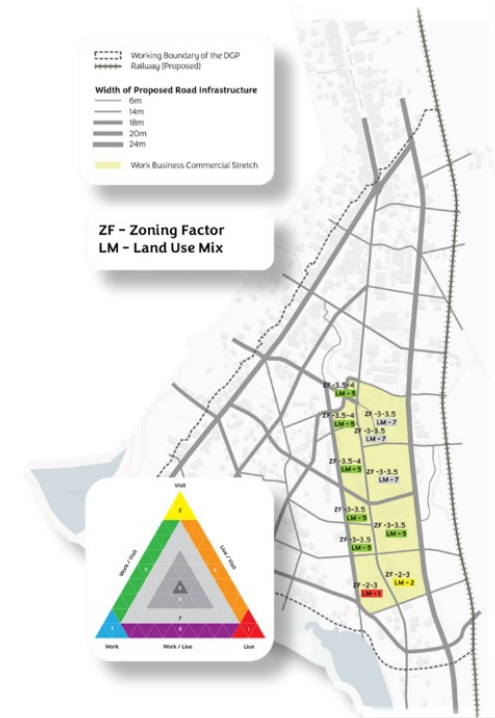 Working Boundary of the DGP
Railway (Proposed)
Width of Proposed Road Infrastructure
6m
14m
18m
20m
24m
Work Business Commercial Stretch
ZF - Zoning Factor
LM - Land Use Mix
ZF -3.5-4
LM - 5
ZF -3.5-4
LM - 5
ZF -3-3.5
LM - 7
ZF -3-3.5
LM - 7
ZF -3.5-4
LM - 5
ZF -3-3.5
LM - 7
ZF -3-3.5
LM - 5
ZF -3-3.5
LM - 5
ZF -3-3.5
LM - 5
ZF -2-3
LM - 2
ZF -2-3
LM - 1
Visit
2
Work / Visit
Live / Visit
5
4
7
1
Work
Work / Live
Live